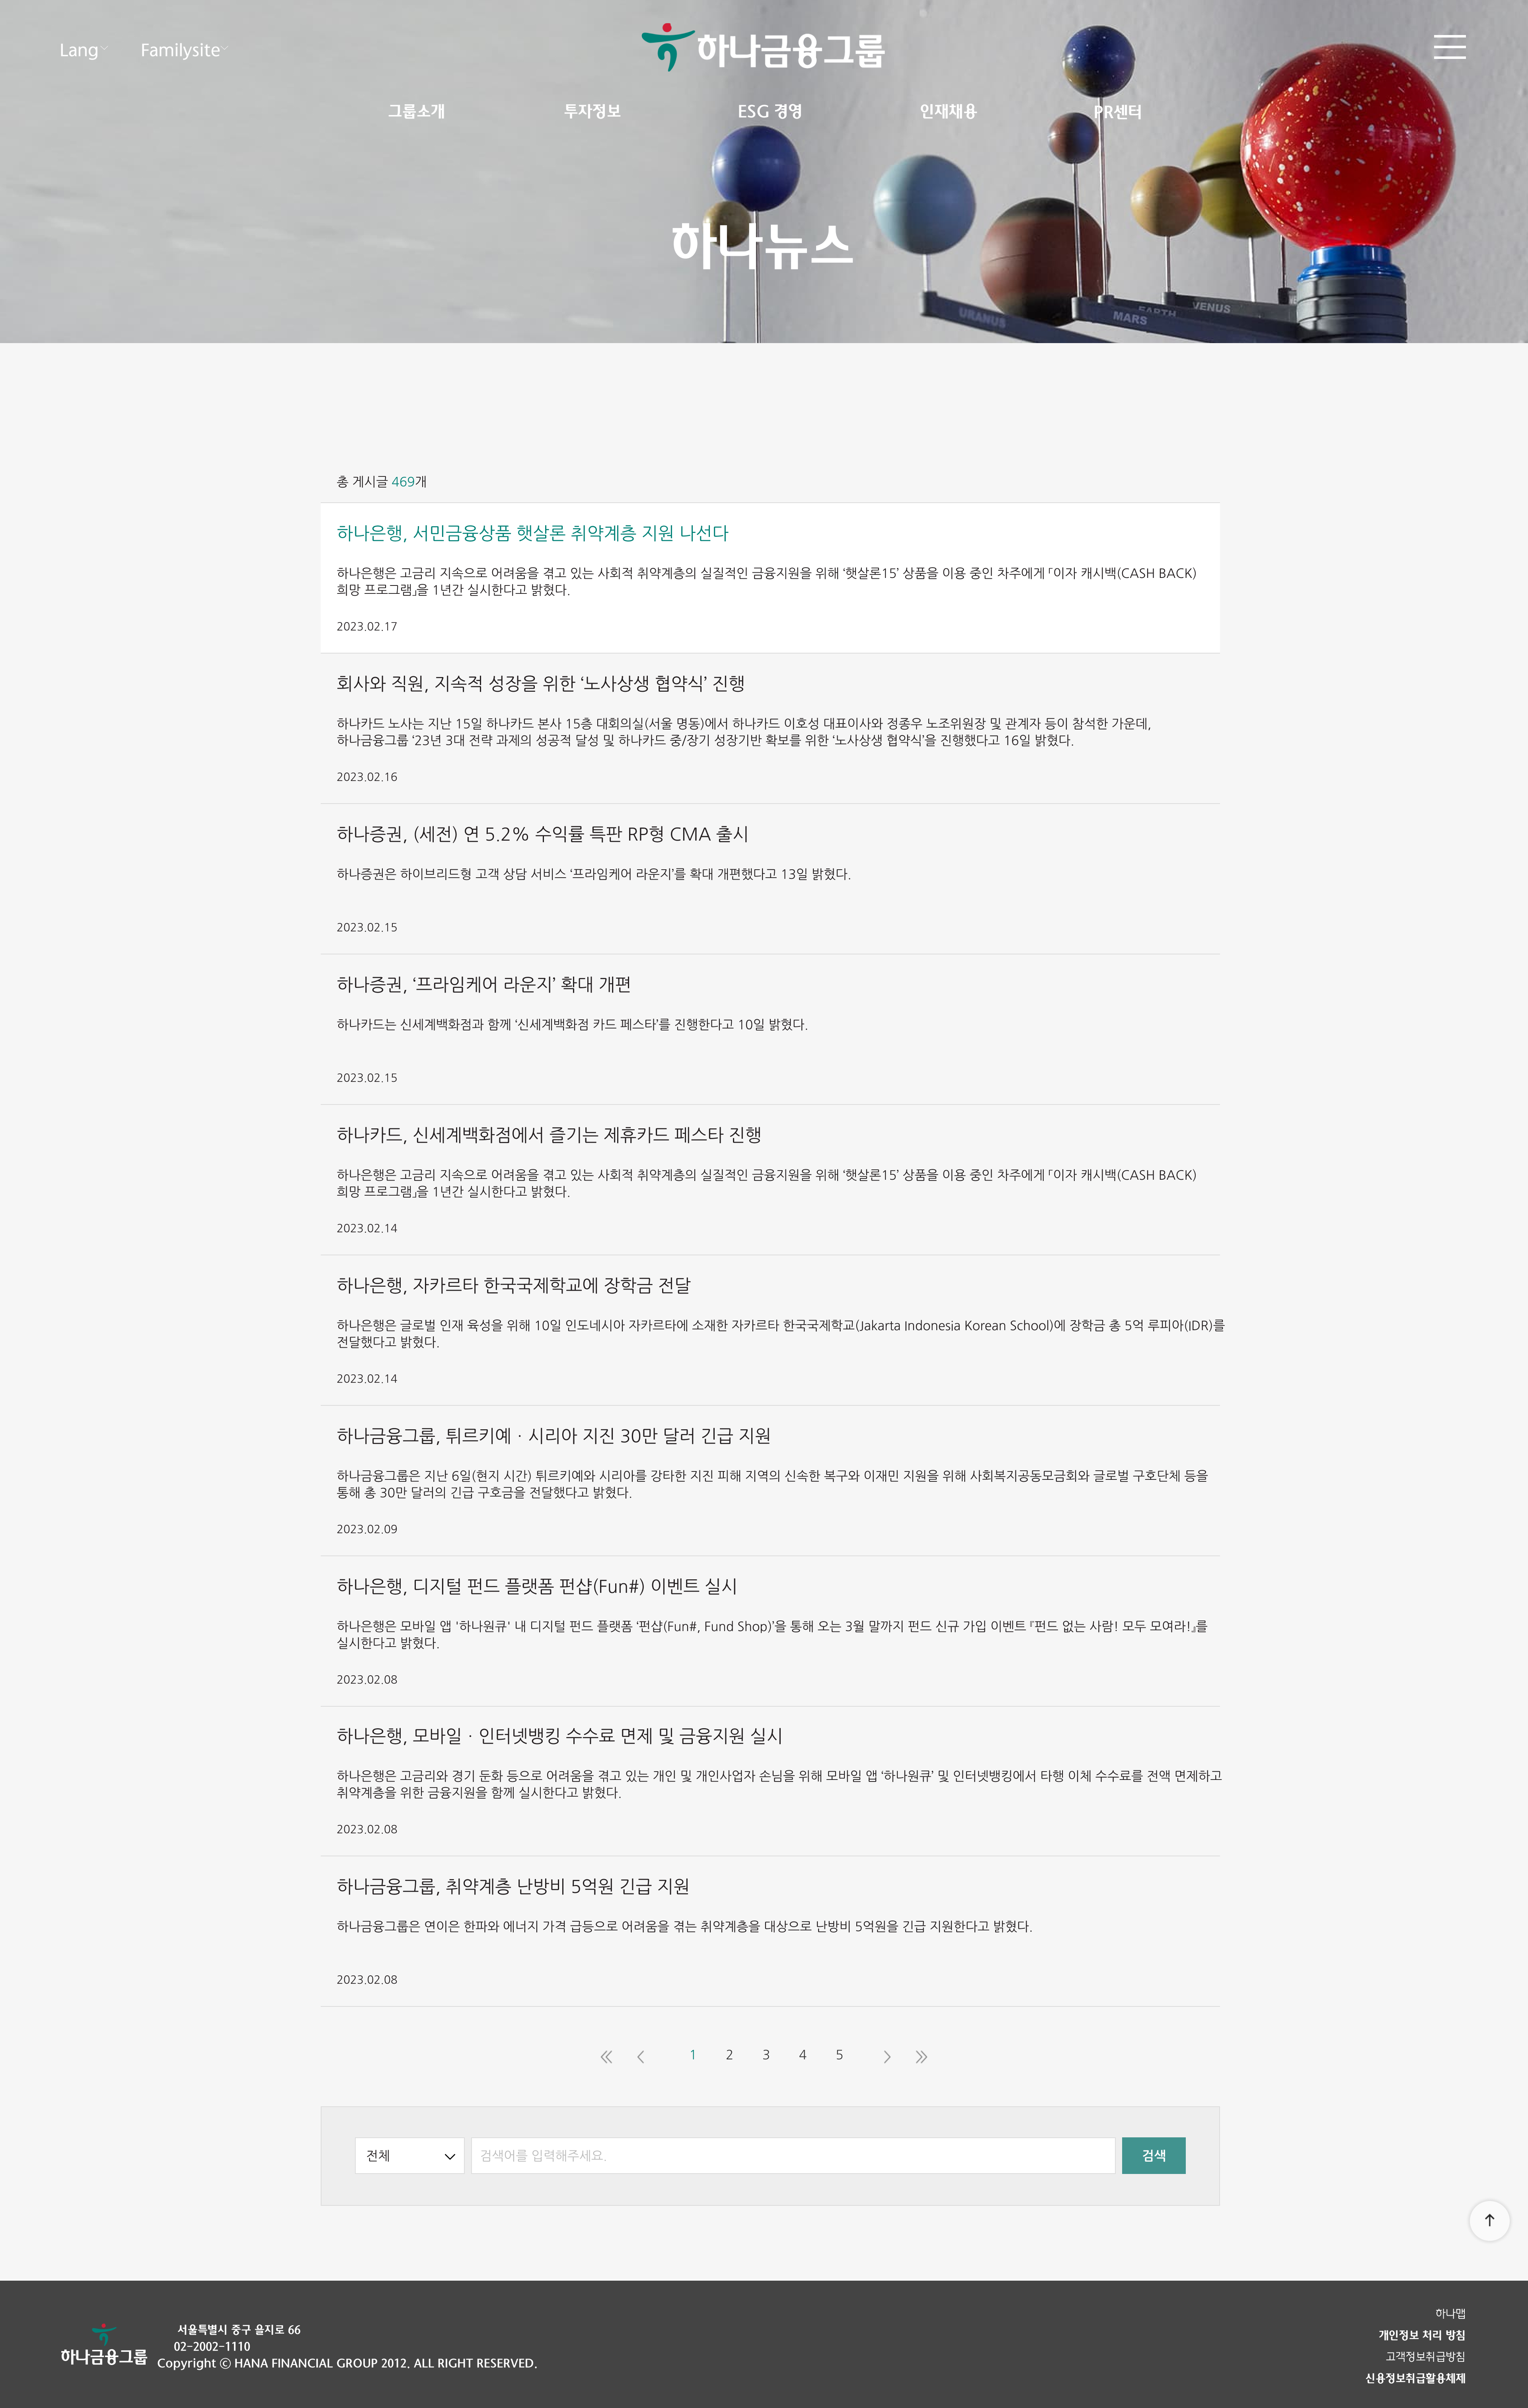 Lang
Familysite
하나금융그룹
그룹소개
투자정보
ESG 경영
인재채용
PR센터
하나뉴스
URANUS
MARS
EARTH
VENUS
총 게시글 469개
하나은행, 서민금융상품 햇살론 취약계층 지원 나선다
하나은행은 고금리 지속으로 어려움을 겪고 있는 사회적 취약계층의 실질적인 금융지원을 위해 ‘햇살론15’ 상품을 이용 중인 차주에게 「이자 캐시백(CASH BACK)
희망 프로그램」을 1년간 실시한다고 밝혔다.
2023.02.17
회사와 직원, 지속적 성장을 위한 ‘노사상생 협약식’ 진행
하나카드 노사는 지난 15일 하나카드 본사 15층 대회의실(서울 명동)에서 하나카드 이호성 대표이사와 정종우 노조위원장 및 관계자 등이 참석한 가운데,
하나금융그룹 ‘23년 3대 전략 과제의 성공적 달성 및 하나카드 중/장기 성장기반 확보를 위한 ‘노사상생 협약식’을 진행했다고 16일 밝혔다.
2023.02.16
하나증권, (세전) 연 5.2% 수익률 특판 RP형 CMA 출시
하나증권은 하이브리드형 고객 상담 서비스 ‘프라임케어 라운지’를 확대 개편했다고 13일 밝혔다.
2023.02.15
하나증권, ‘프라임케어 라운지’ 확대 개편
하나카드는 신세계백화점과 함께 ‘신세계백화점 카드 페스타’를 진행한다고 10일 밝혔다.
2023.02.15
하나카드, 신세계백화점에서 즐기는 제휴카드 페스타 진행
하나은행은 고금리 지속으로 어려움을 겪고 있는 사회적 취약계층의 실질적인 금융지원을 위해 ‘햇살론15’ 상품을 이용 중인 차주에게 「이자 캐시백(CASH BACK)
희망 프로그램」을 1년간 실시한다고 밝혔다.
2023.02.14
하나은행, 자카르타 한국국제학교에 장학금 전달
하나은행은 글로벌 인재 육성을 위해 10일 인도네시아 자카르타에 소재한 자카르타 한국국제학교(Jakarta Indonesia Korean School)에 장학금 총 5억 루피아(IDR)를
전달했다고 밝혔다.
2023.02.14
하나금융그룹, 튀르키예 · 시리아 지진 30만 달러 긴급 지원
하나금융그룹은 지난 6일(현지 시간) 튀르키예와 시리아를 강타한 지진 피해 지역의 신속한 복구와 이재민 지원을 위해 사회복지공동모금회와 글로벌 구호단체 등을
통해 총 30만 달러의 긴급 구호금을 전달했다고 밝혔다.
2023.02.09
하나은행, 디지털 펀드 플랫폼 펀샵(Fun#) 이벤트 실시
하나은행은 모바일 앱 '하나원큐' 내 디지털 펀드 플랫폼 ‘펀샵(Fun#, Fund Shop)’을 통해 오는 3월 말까지 펀드 신규 가입 이벤트 『펀드 없는 사람! 모두 모여라!』를
실시한다고 밝혔다.
2023.02.08
하나은행, 모바일 · 인터넷뱅킹 수수료 면제 및 금융지원 실시
하나은행은 고금리와 경기 둔화 등으로 어려움을 겪고 있는 개인 및 개인사업자 손님을 위해 모바일 앱 ‘하나원큐’ 및 인터넷뱅킹에서 타행 이체 수수료를 전액 면제하고
취약계층을 위한 금융지원을 함께 실시한다고 밝혔다.
2023.02.08
하나금융그룹, 취약계층 난방비 5억원 긴급 지원
하나금융그룹은 연이은 한파와 에너지 가격 급등으로 어려움을 겪는 취약계층을 대상으로 난방비 5억원을 긴급 지원한다고 밝혔다.
2023.02.08
1 2 3 4 5
전체
검색어를 입력해주세요.
검색
하나금융그룹
서울특별시 중구 을지로 66
02-2002-1110
Copyright ⓒ HANA FINANCIAL GROUP 2012. ALL RIGHT RESERVED.
하나맵
개인정보 처리 방침
고객정보취급방침
신용정보취급활용체제